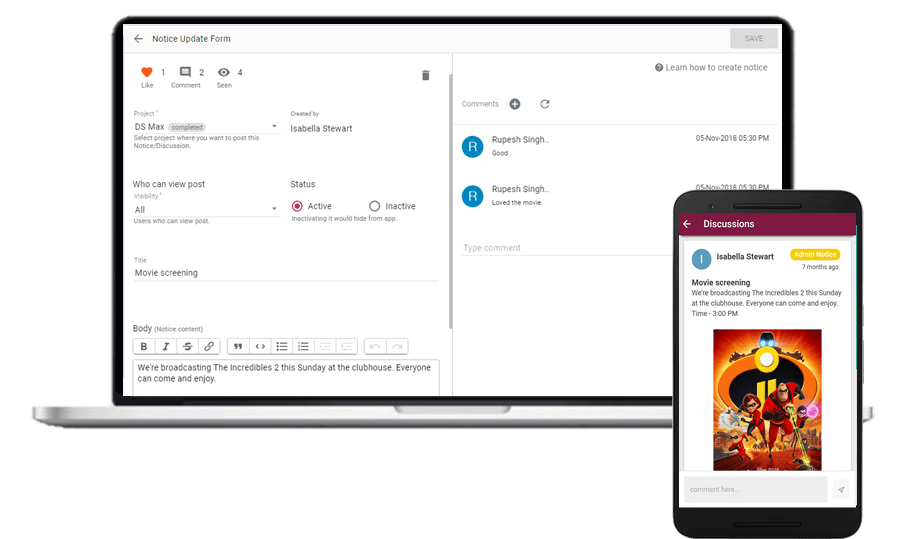 Notice Update Form
SAVE
1
2
4
Like
Comment
Seen
Learn how to create notice
Project *
DS Max completed
Select project where you want to post this
Notice/Discussion.
Created by
Isabella Stewart
Who can view post
Visibility *
All
Users who can view post.
Status
Active
Inactive
Inactivating it would hide from app.
Title
Movie screening
Body (Notice content)
B I S
We're broadcasting The Incredibles 2 this Sunday at the clubhouse. Everyone
can come and enjoy.
Comments
R
Rupesh Singh..
05-Nov-2018 05:30 PM
Good
R
Rupesh Singh..
05-Nov-2018 05:30 PM
Loved the movie.
Type comment
Discussions
I
Isabella Stewart
Admin Notice
7 months ago
Movie screening
We're broadcasting The Incredibles 2 this Sunday
at the clubhouse. Everyone can come and enjoy.
Time - 3:00 PM
comment here...